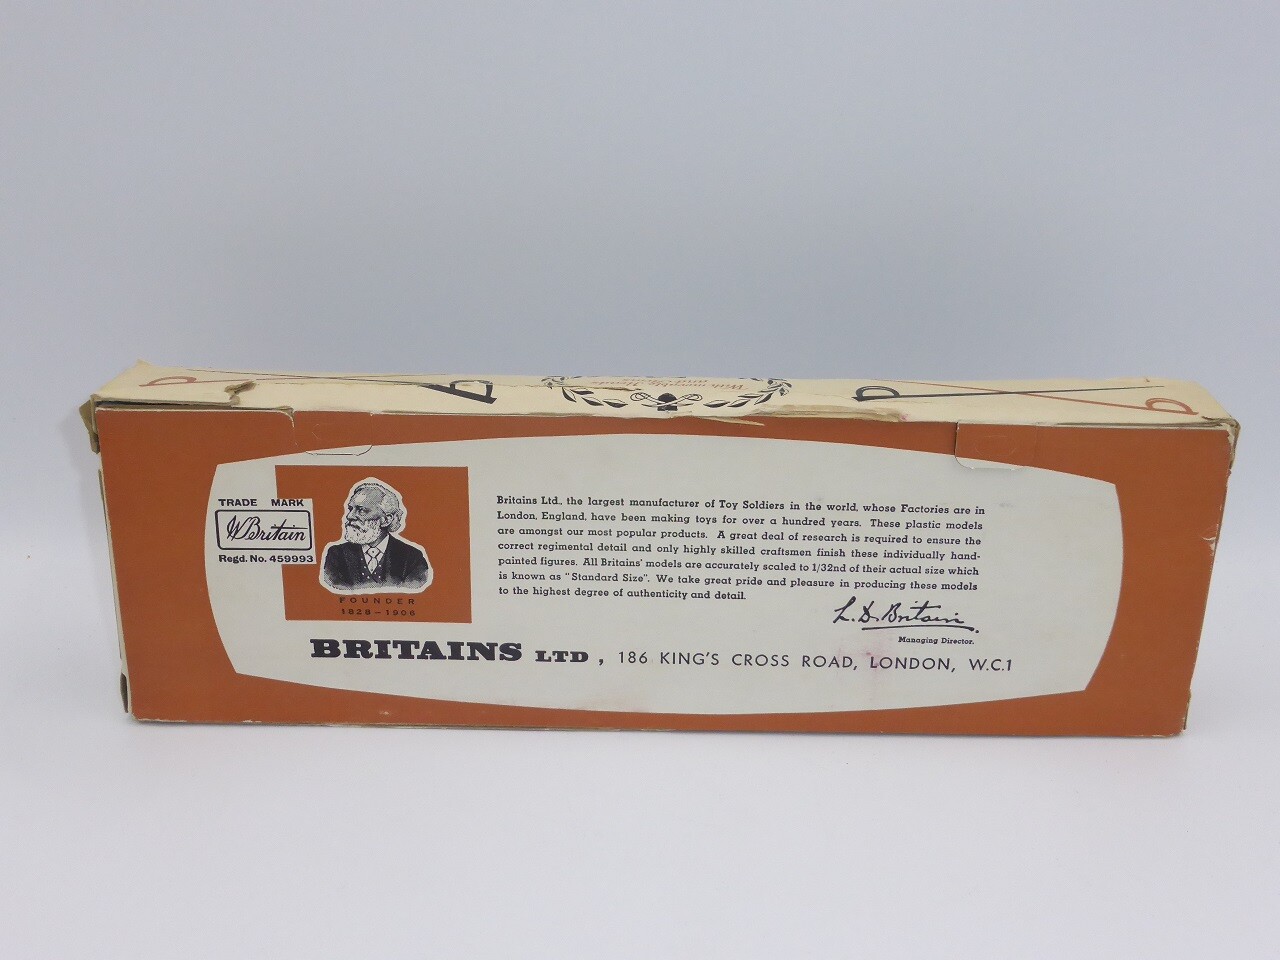 With
and
TRADE MARK
W Britain
Regd. No. 459993
FOUNDER
1828–1906
Britains Ltd., the largest manufacturer of Toy Soldiers in the world, whose Factories are in
London, England, have been making toys for over a hundred years. These plastic models
are amongst our most popular products. A great deal of research is required to ensure the
correct regimental detail and only highly skilled craftsmen finish these individually hand-
painted figures. All Britains' models are accurately scaled to 1/32nd of their actual size which
is known as "Standard Size". We take great pride and pleasure in producing these models
to the highest degree of authenticity and detail.
L. D. Britain.
Managing Director.
BRITAINS LTD, 186 KING'S CROSS ROAD, LONDON, W.C.1